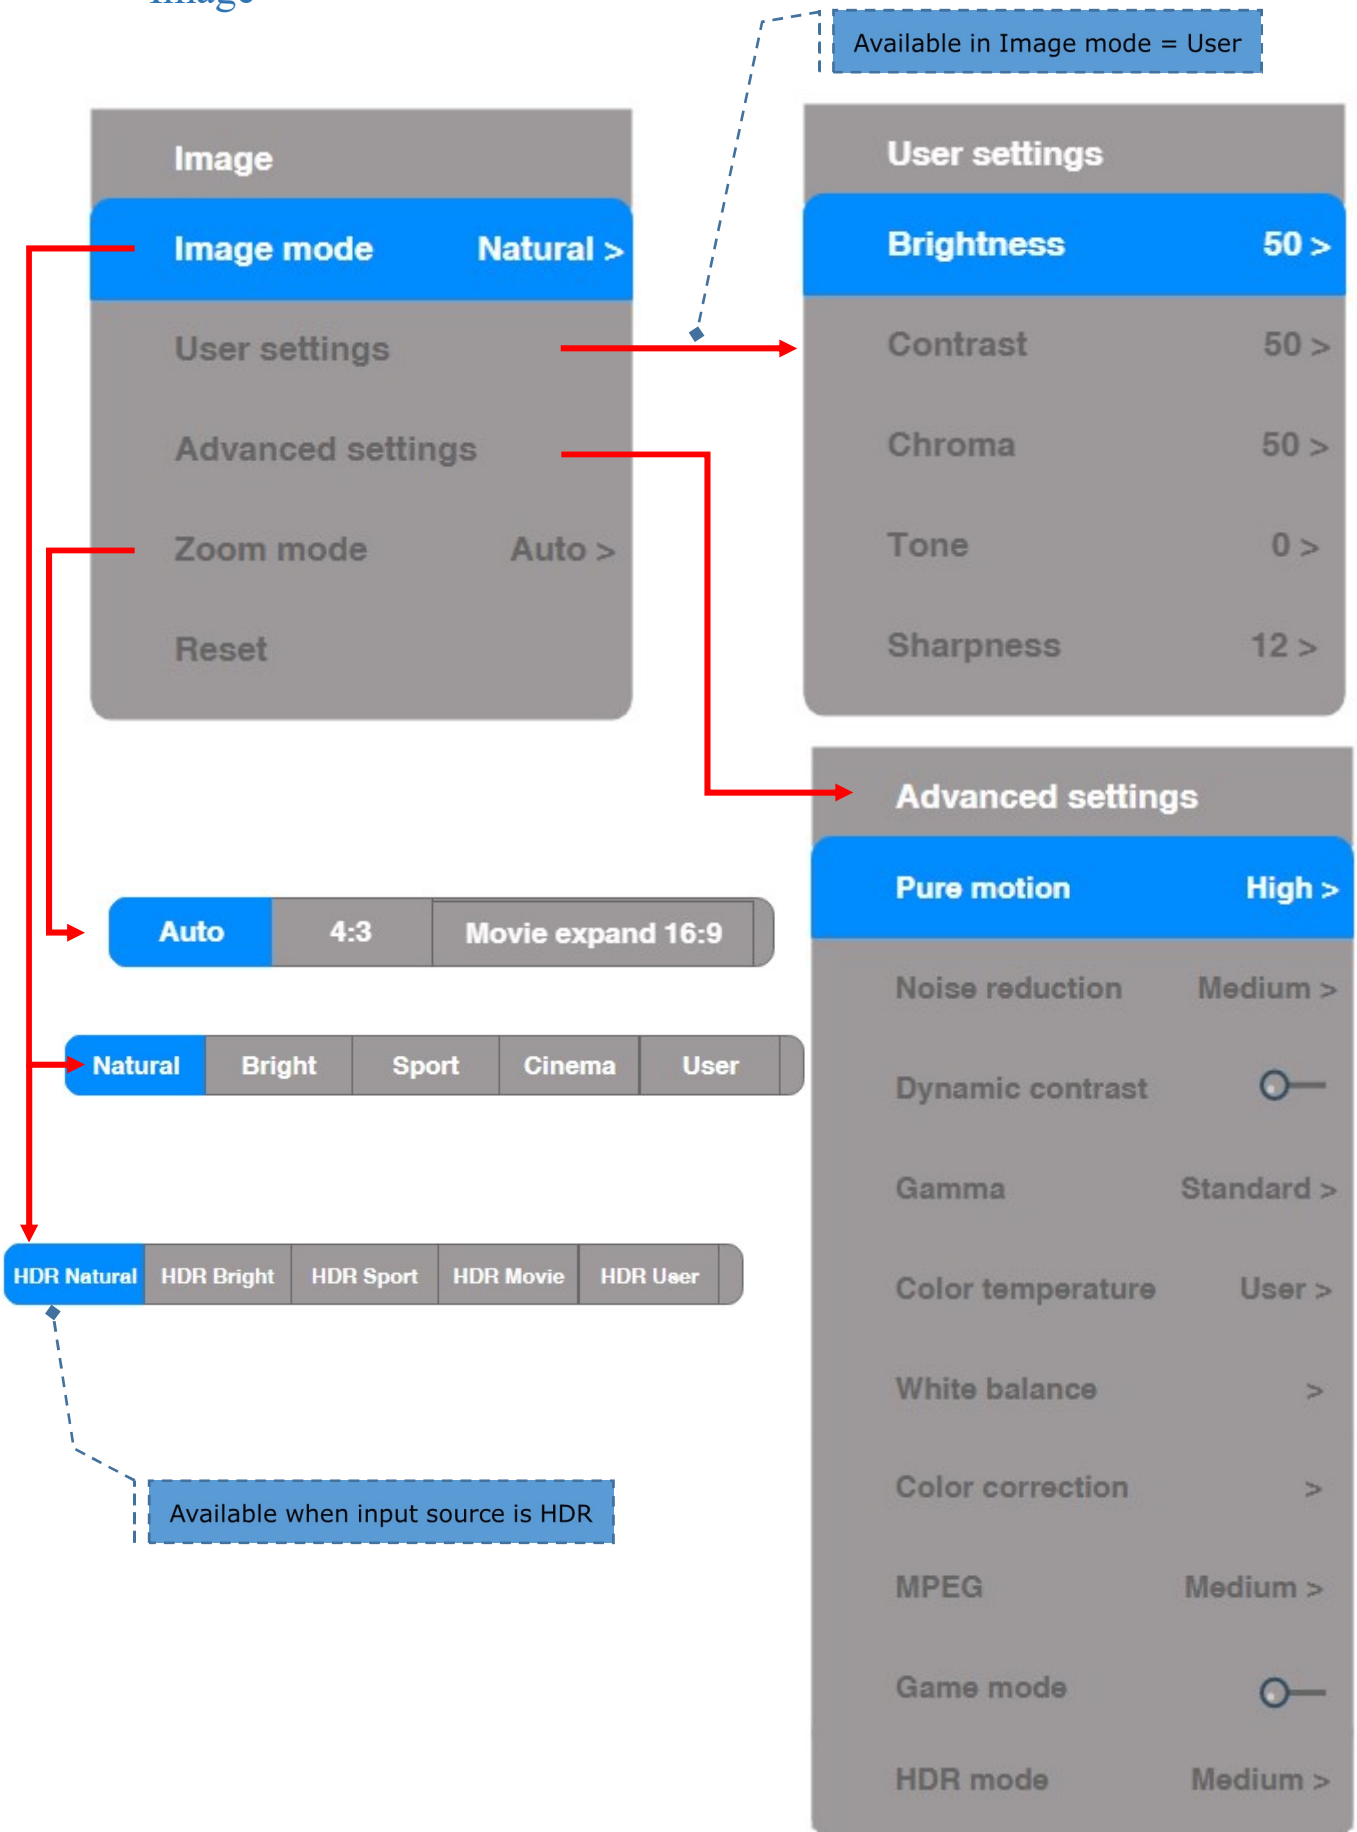 Image
Available in Image mode = User
Image
Image mode Natural >
User settings
Advanced settings
Zoom mode Auto >
Reset
User settings
Brightness 50 >
Contrast 50 >
Chroma 50 >
Tone 0 >
Sharpness 12 >
Advanced settings
Pure motion High >
Noise reduction Medium >
Dynamic contrast
Gamma Standard >
Color temperature User >
White balance >
Color correction >
MPEG Medium >
Game mode
HDR mode Medium >
Auto 4:3 Movie expand 16:9
Natural Bright Sport Cinema User
HDR Natural HDR Bright HDR Sport HDR Movie HDR User
Available when input source is HDR